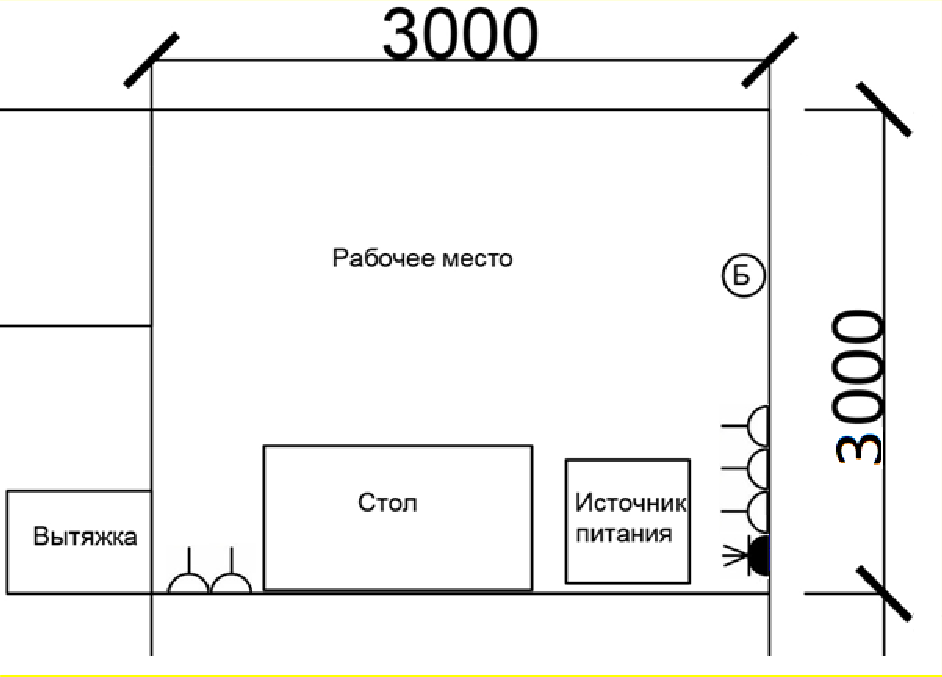 3000
Рабочее место
Б
3000
Стол
Источник
питания
Вытяжка